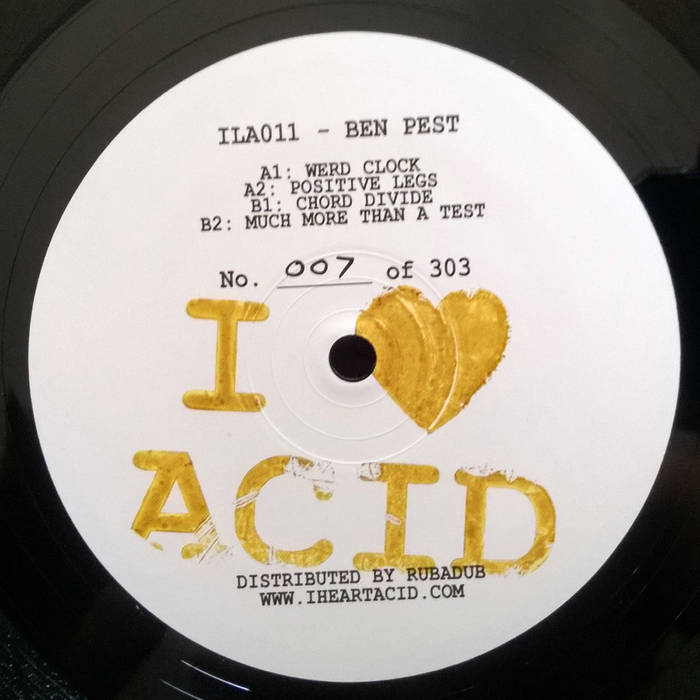 ILA011 - BEN PEST
A1: WERD CLOCK
A2: POSITIVE LEGS
B1: CHORD DIVIDE
B2: MUCH MORE THAN A TEST
No. 007 of 303
I
ACID
DISTRIBUTED BY RUBADUB
WWW.IHEARTACID.COM